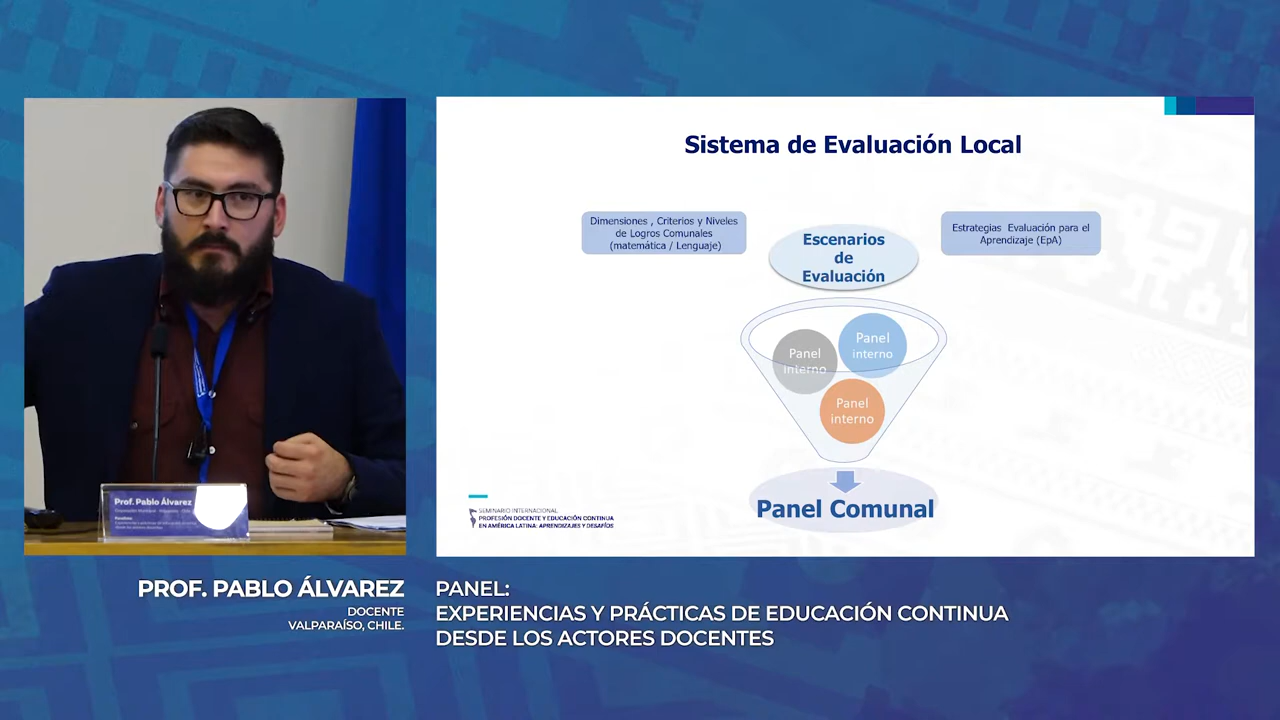 Sistema de Evaluación Local
Dimensiones , Criterios y Niveles
de Logros Comunales
(matemática / Lenguaje)
Escenarios
de
Evaluación
Estrategias Evaluación para el
Aprendizaje (EpA)
Panel
interno
Panel
interno
Panel
interno
Panel Comunal
SEMINARIO INTERNACIONAL
PROFESIÓN DOCENTE Y EDUCACIÓN CONTINUA
EN AMÉRICA LATINA: APRENDIZAJES Y DESAFÍOS
Prof. Pablo Álvarez
PROF. PABLO ÁLVAREZ
DOCENTE
VALPARAÍSO, CHILE.
PANEL:
EXPERIENCIAS Y PRÁCTICAS DE EDUCACIÓN CONTINUA
DESDE LOS ACTORES DOCENTES